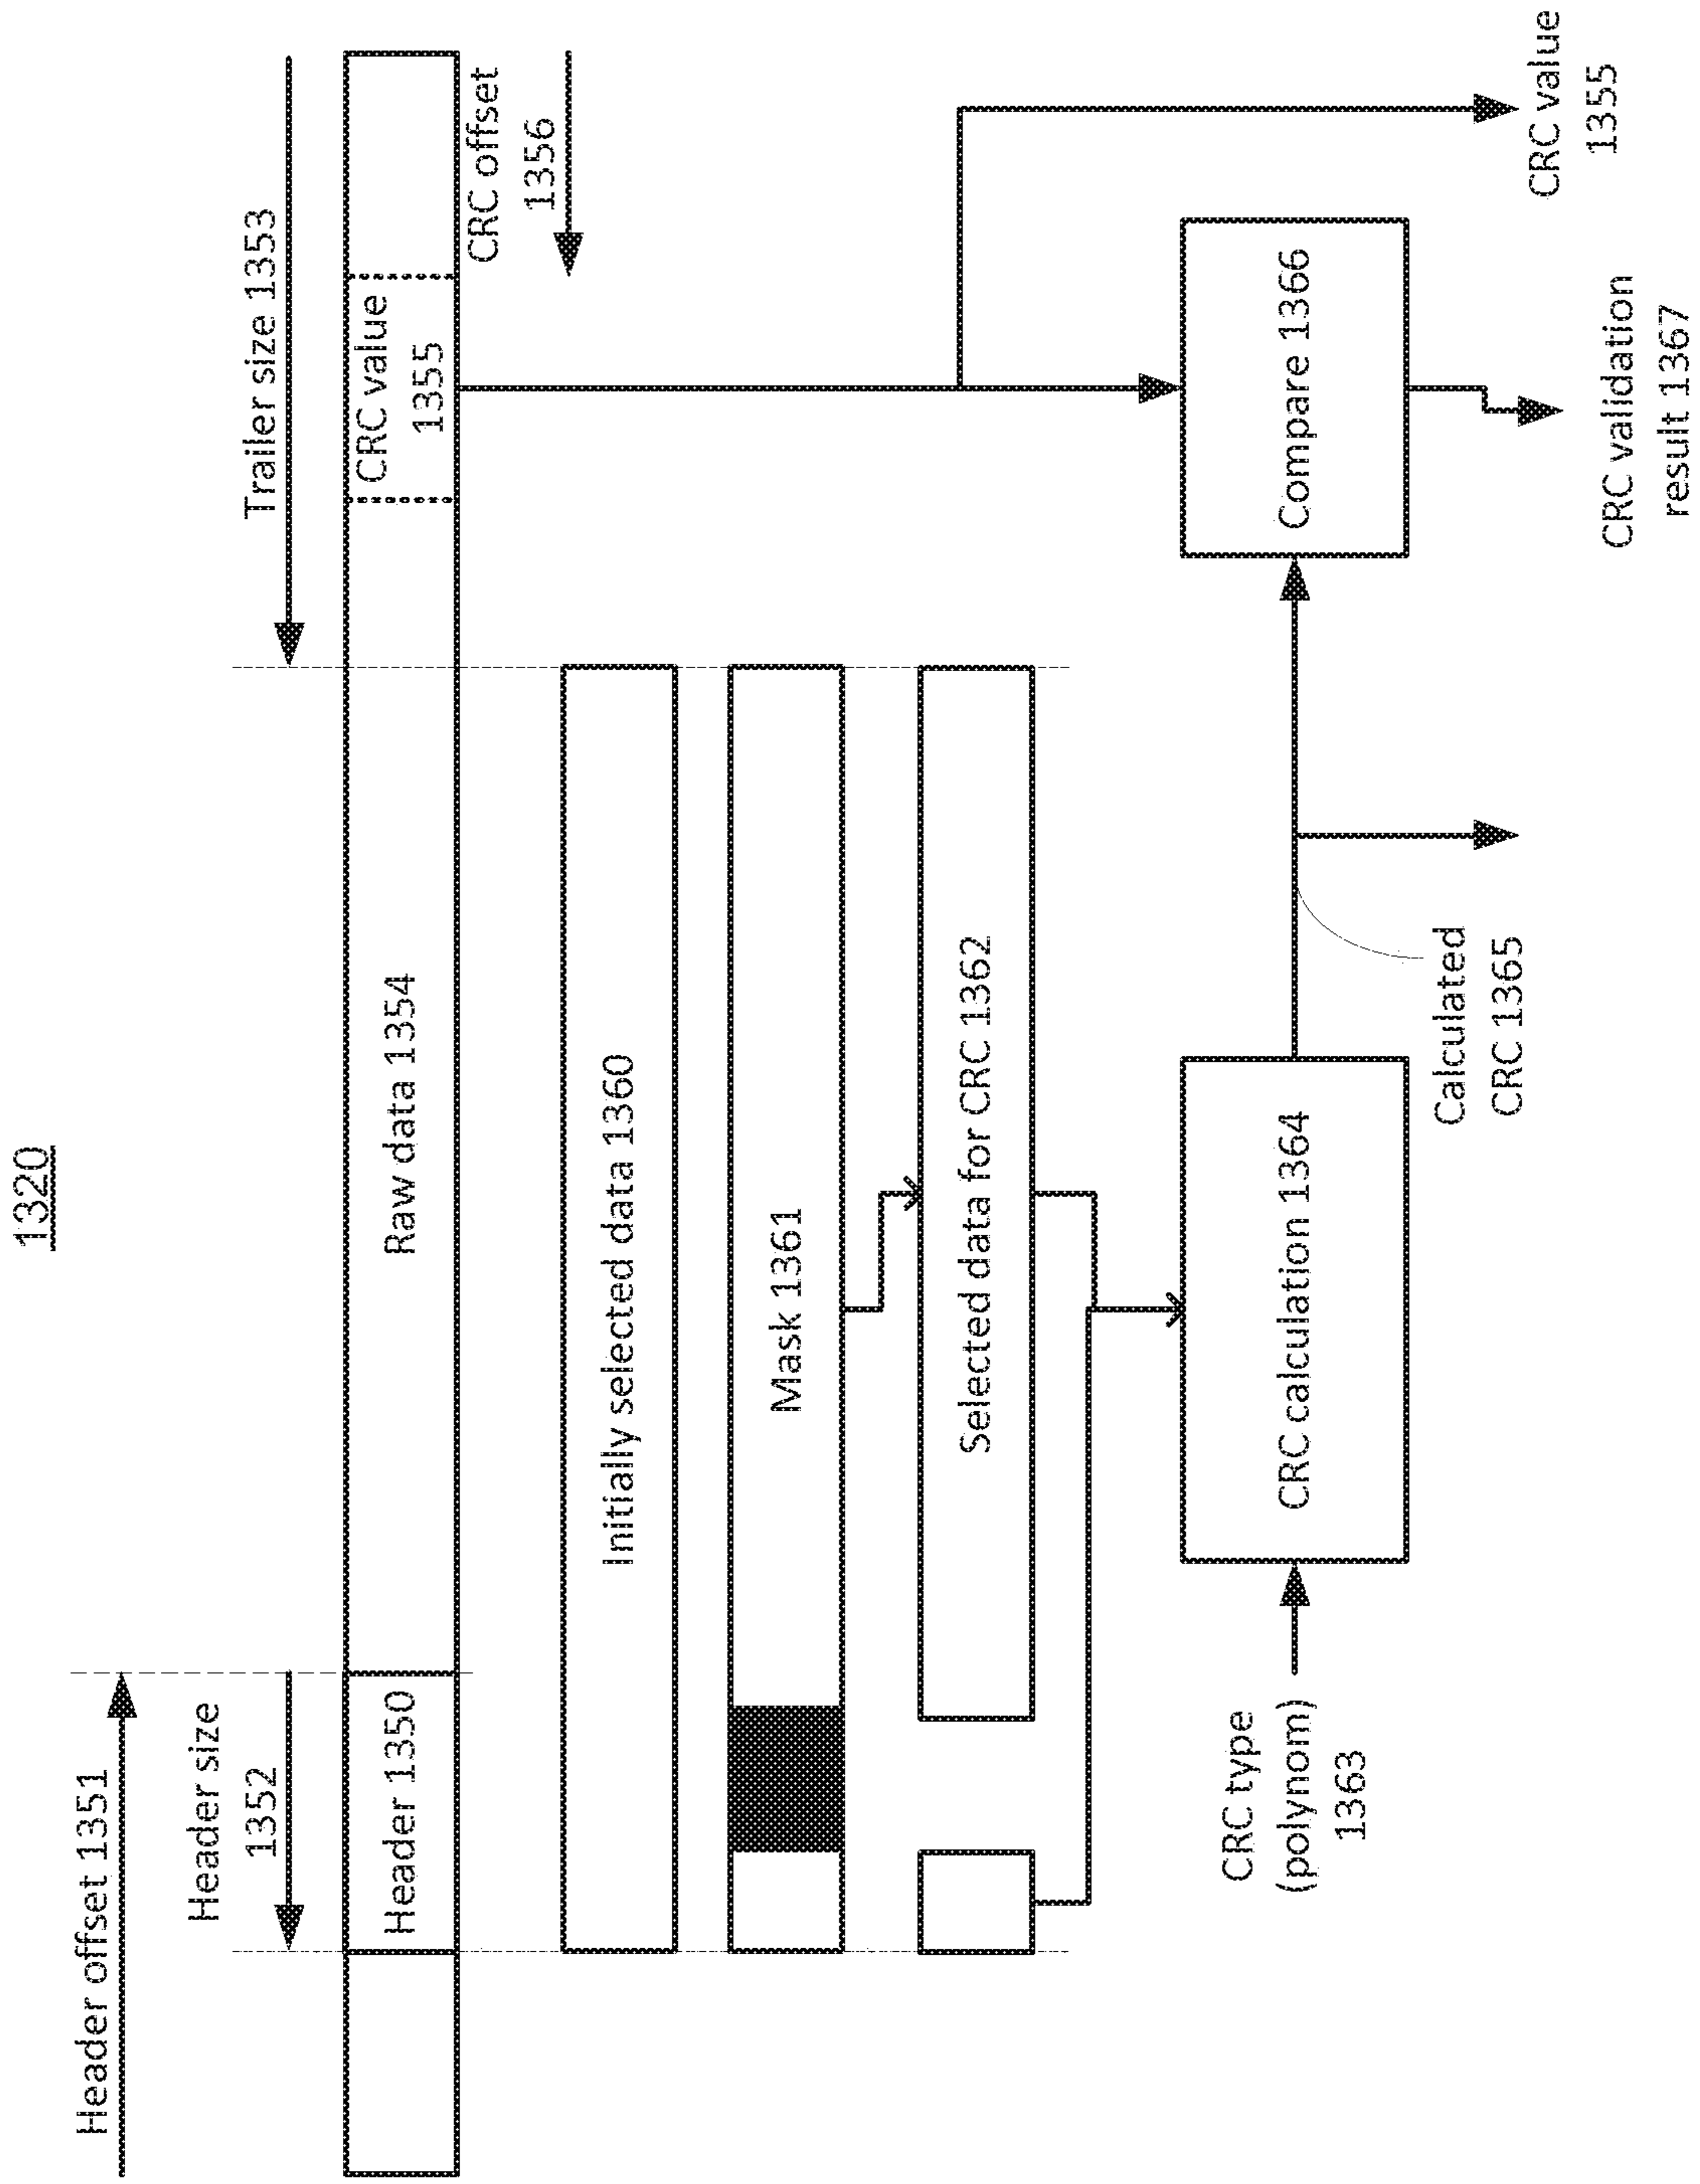 1320
Header offset 1351
Header size
1352
Trailer size 1353
Header 1350
Raw data 1354
CRC value
1355
CRC offset
1356
Initially selected data 1360
Mask 1361
Selected data for CRC 1362
CRC type
(polynom)
1363
CRC calculation 1364
Compare 1366
Calculated
CRC 1365
CRC validation
result 1367
CRC value
1355